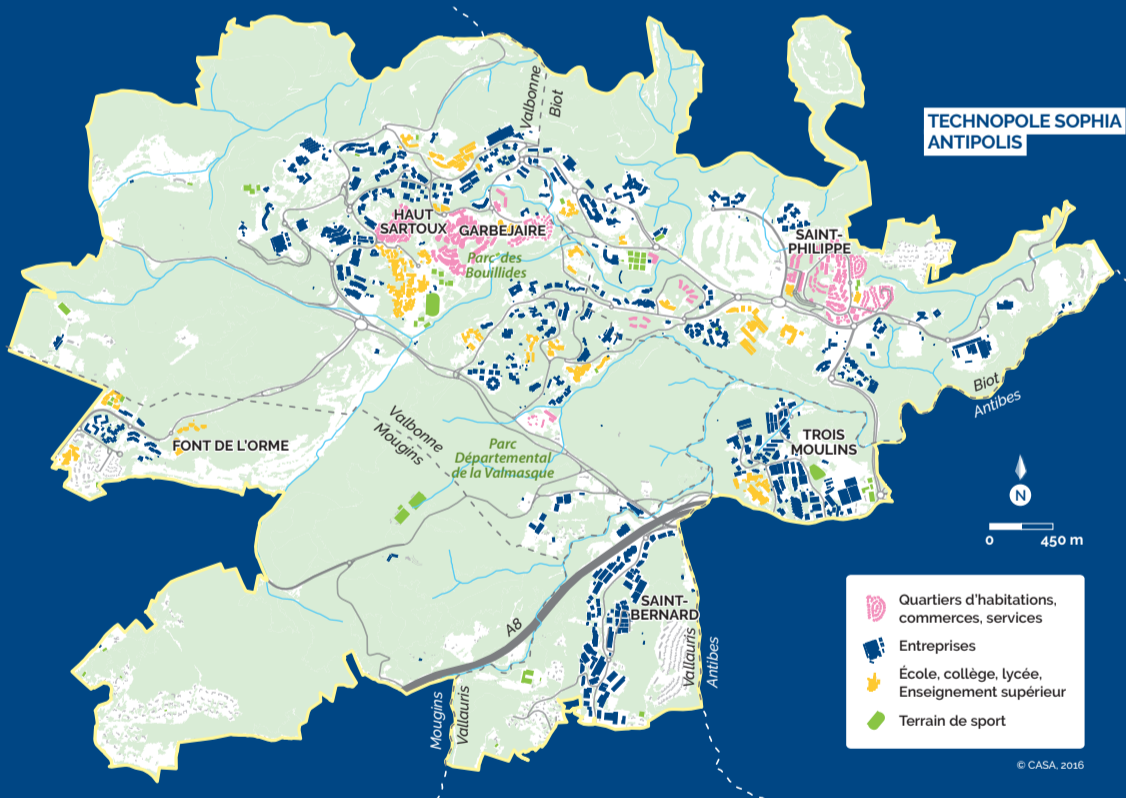 TECHNOPOLE SOPHIA
ANTIPOLIS
Valbonne
Biot
HAUT
SARTOUX
GARBEJAIRE
Parc des
Bouillides
SAINT-
PHILIPPE
Biot
Antibes
Valbonne
Mougins
FONT DE L'ORME
Parc
Départemental
de la Valmasque
TROIS
MOULINS
N
0 450 m
A8
SAINT-
BERNARD
Vallauris
Antibes
Mougins
Vallauris
Quartiers d'habitations,
commerces, services
Entreprises
École, collège, lycée,
Enseignement supérieur
Terrain de sport
© CASA, 2016